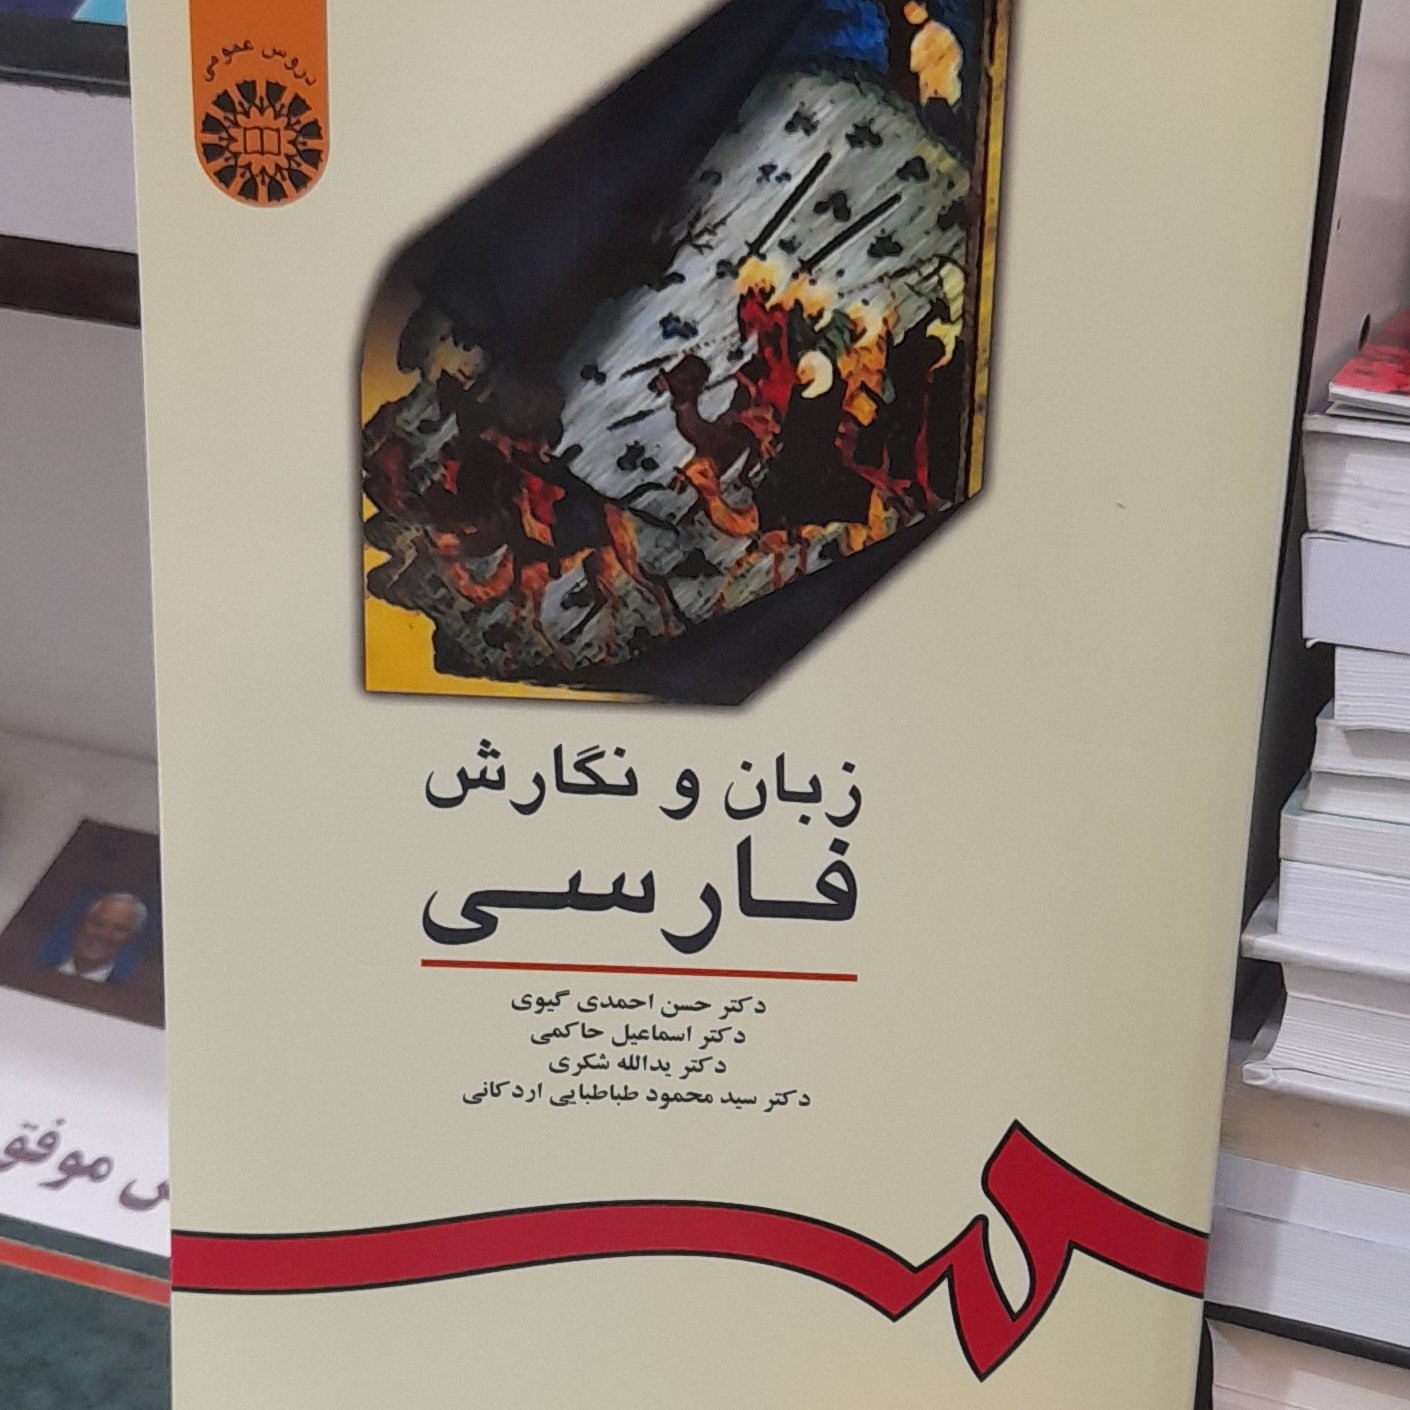 دروس عمومی
زبان و نگارش
فارسی
دکتر حسن احمدی گیوی
دکتر اسماعیل حاکمی
دکتر یدالله شکری
دکتر سید محمود طباطبایی اردکانی